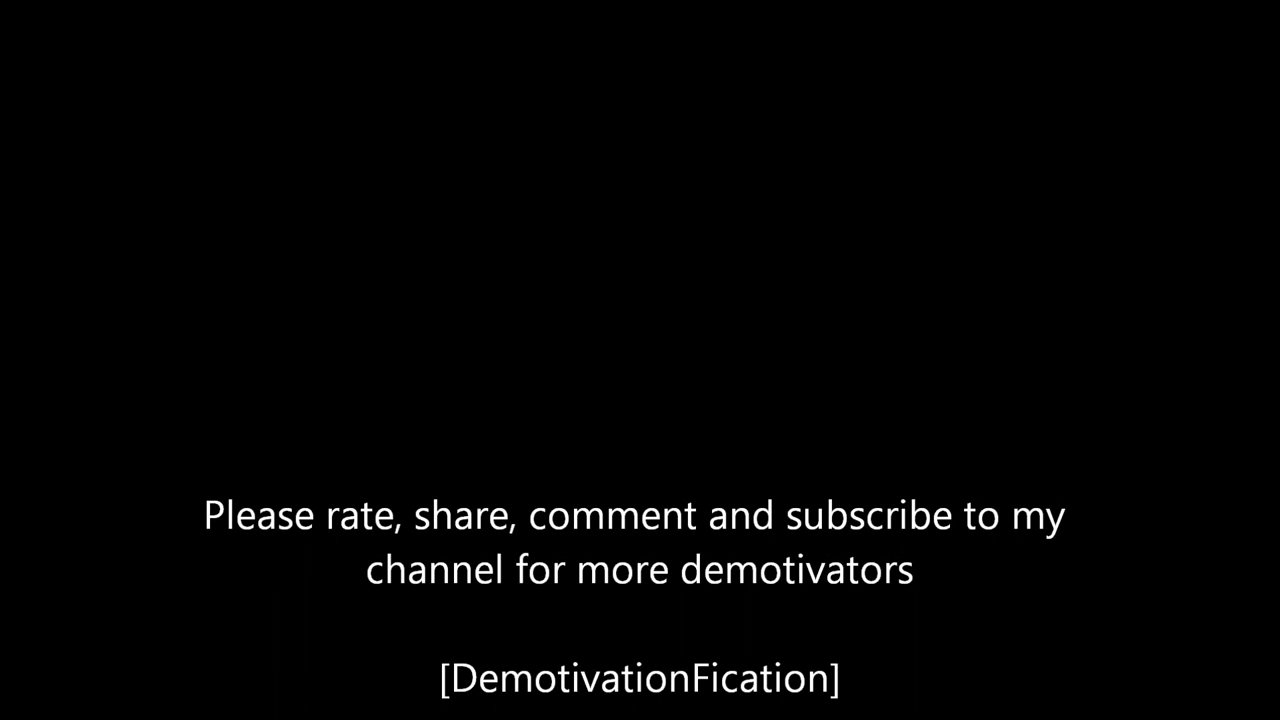 Please rate, share, comment and subscribe to my
channel for more demotivators
[DemotivationFication]